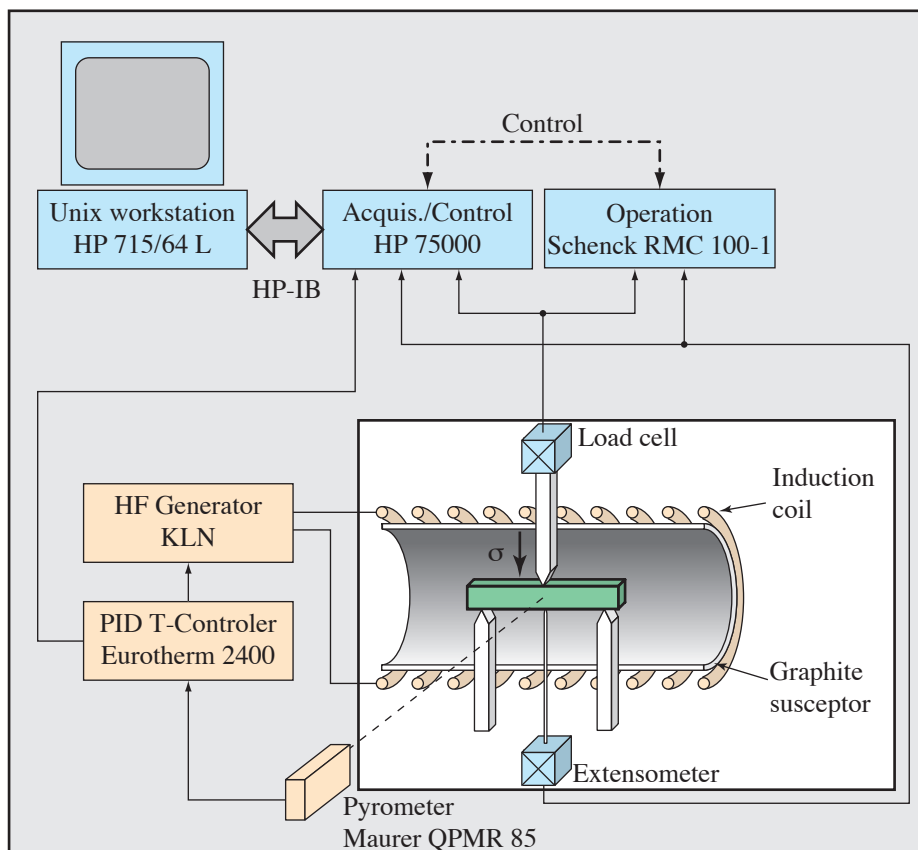 Control
Unix workstation
HP 715/64 L
Acquis./Control
HP 75000
Operation
Schenck RMC 100-1
HP-IB
Load cell
Induction
coil
HF Generator
KLN
σ
PID T-Controler
Eurotherm 2400
Graphite
susceptor
Extensometer
Pyrometer
Maurer QPMR 85